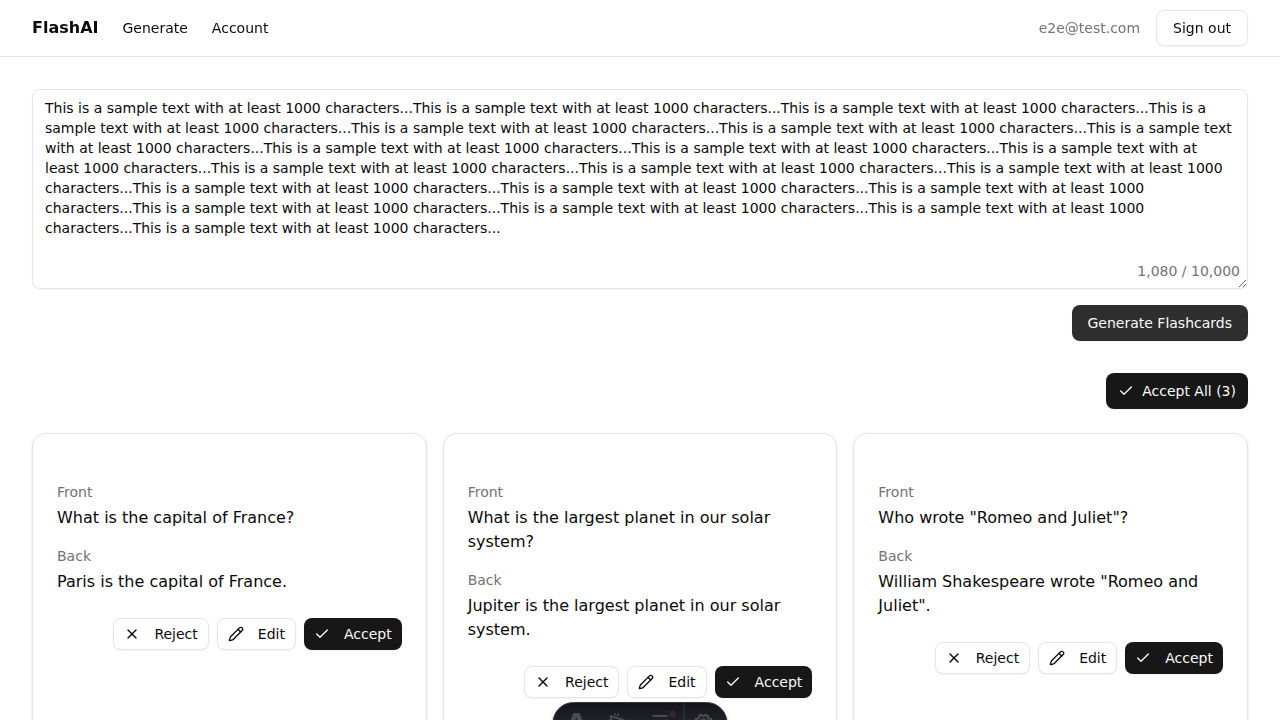 FlashAI Generate Account e2e@test.com Sign out
This is a sample text with at least 1000 characters...This is a sample text with at least 1000 characters...This is a sample text with at least 1000 characters...This is a
sample text with at least 1000 characters...This is a sample text with at least 1000 characters...This is a sample text with at least 1000 characters...This is a sample text
with at least 1000 characters...This is a sample text with at least 1000 characters...This is a sample text with at least 1000 characters...This is a sample text with at
least 1000 characters...This is a sample text with at least 1000 characters...This is a sample text with at least 1000 characters...This is a sample text with at least 1000
characters...This is a sample text with at least 1000 characters...This is a sample text with at least 1000 characters...This is a sample text with at least 1000
characters...This is a sample text with at least 1000 characters...This is a sample text with at least 1000 characters...This is a sample text with at least 1000
characters...This is a sample text with at least 1000 characters...
1,080 / 10,000
Generate Flashcards
Accept All (3)
Front
What is the capital of France?
Back
Paris is the capital of France.
Reject Edit Accept
Front
What is the largest planet in our solar
system?
Back
Jupiter is the largest planet in our solar
system.
Reject Edit Accept
Front
Who wrote "Romeo and Juliet"?
Back
William Shakespeare wrote "Romeo and
Juliet".
Reject Edit Accept